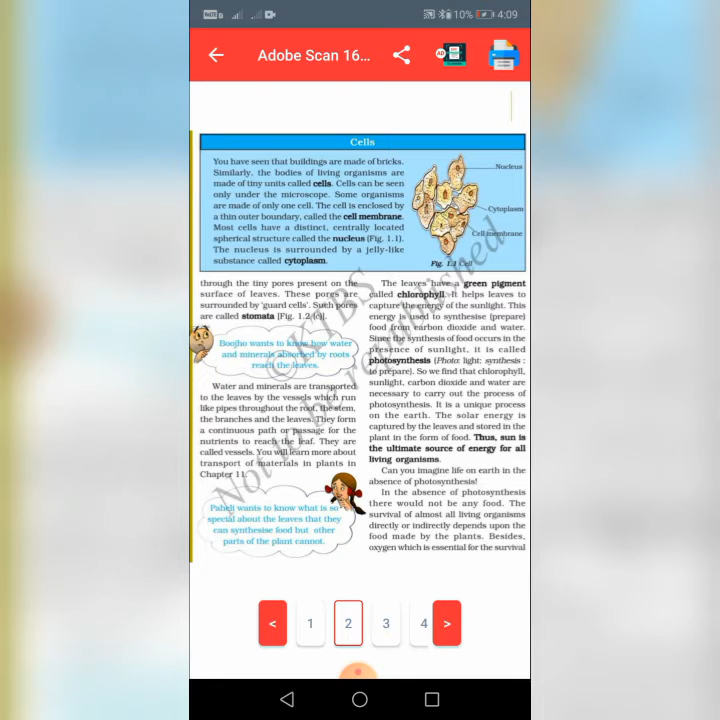 10% 4:09
Adobe Scan 16...
AD
Cells
You have seen that buildings are made of bricks.
Similarly, the bodies of living organisms are
made of tiny units called cells. Cells can be seen
only under the microscope. Some organisms
are made of only one cell. The cell is enclosed by
a thin outer boundary, called the cell membrane.
Most cells have a distinct, centrally located
spherical structure called the nucleus (Fig. 1.1).
The nucleus is surrounded by a jelly-like
substance called cytoplasm.
Nucleus
Cytoplasm
Cell membrane
Fig. 1.1 Cell
through the tiny pores present on the
surface of leaves. These pores are
surrounded by 'guard cells'. Such pores
are called stomata [Fig. 1.2 (c)].
Boojho wants to know how water
and minerals absorbed by roots
reach the leaves.
Water and minerals are transported
to the leaves by the vessels which run
like pipes throughout the root, the stem,
the branches and the leaves. They form
a continuous path or passage for the
nutrients to reach the leaf. They are
called vessels. You will learn more about
transport of materials in plants in
Chapter 11.
Paheli wants to know what is so
special about the leaves that they
can synthesise food but other
parts of the plant cannot.
The leaves have a green pigment
called chlorophyll. It helps leaves to
capture the energy of the sunlight. This
energy is used to synthesise (prepare)
food from carbon dioxide and water.
Since the synthesis of food occurs in the
presence of sunlight, it is called
photosynthesis (Photo: light; synthesis :
to prepare). So we find that chlorophyll,
sunlight, carbon dioxide and water are
necessary to carry out the process of
photosynthesis. It is a unique process
on the earth. The solar energy is
captured by the leaves and stored in the
plant in the form of food. Thus, sun is
the ultimate source of energy for all
living organisms.
Can you imagine life on earth in the
absence of photosynthesis!
In the absence of photosynthesis
there would not be any food. The
survival of almost all living organisms
directly or indirectly depends upon the
food made by the plants. Besides,
oxygen which is essential for the survival
©KTBS
Not to be republished
< 1 2 3 4 >